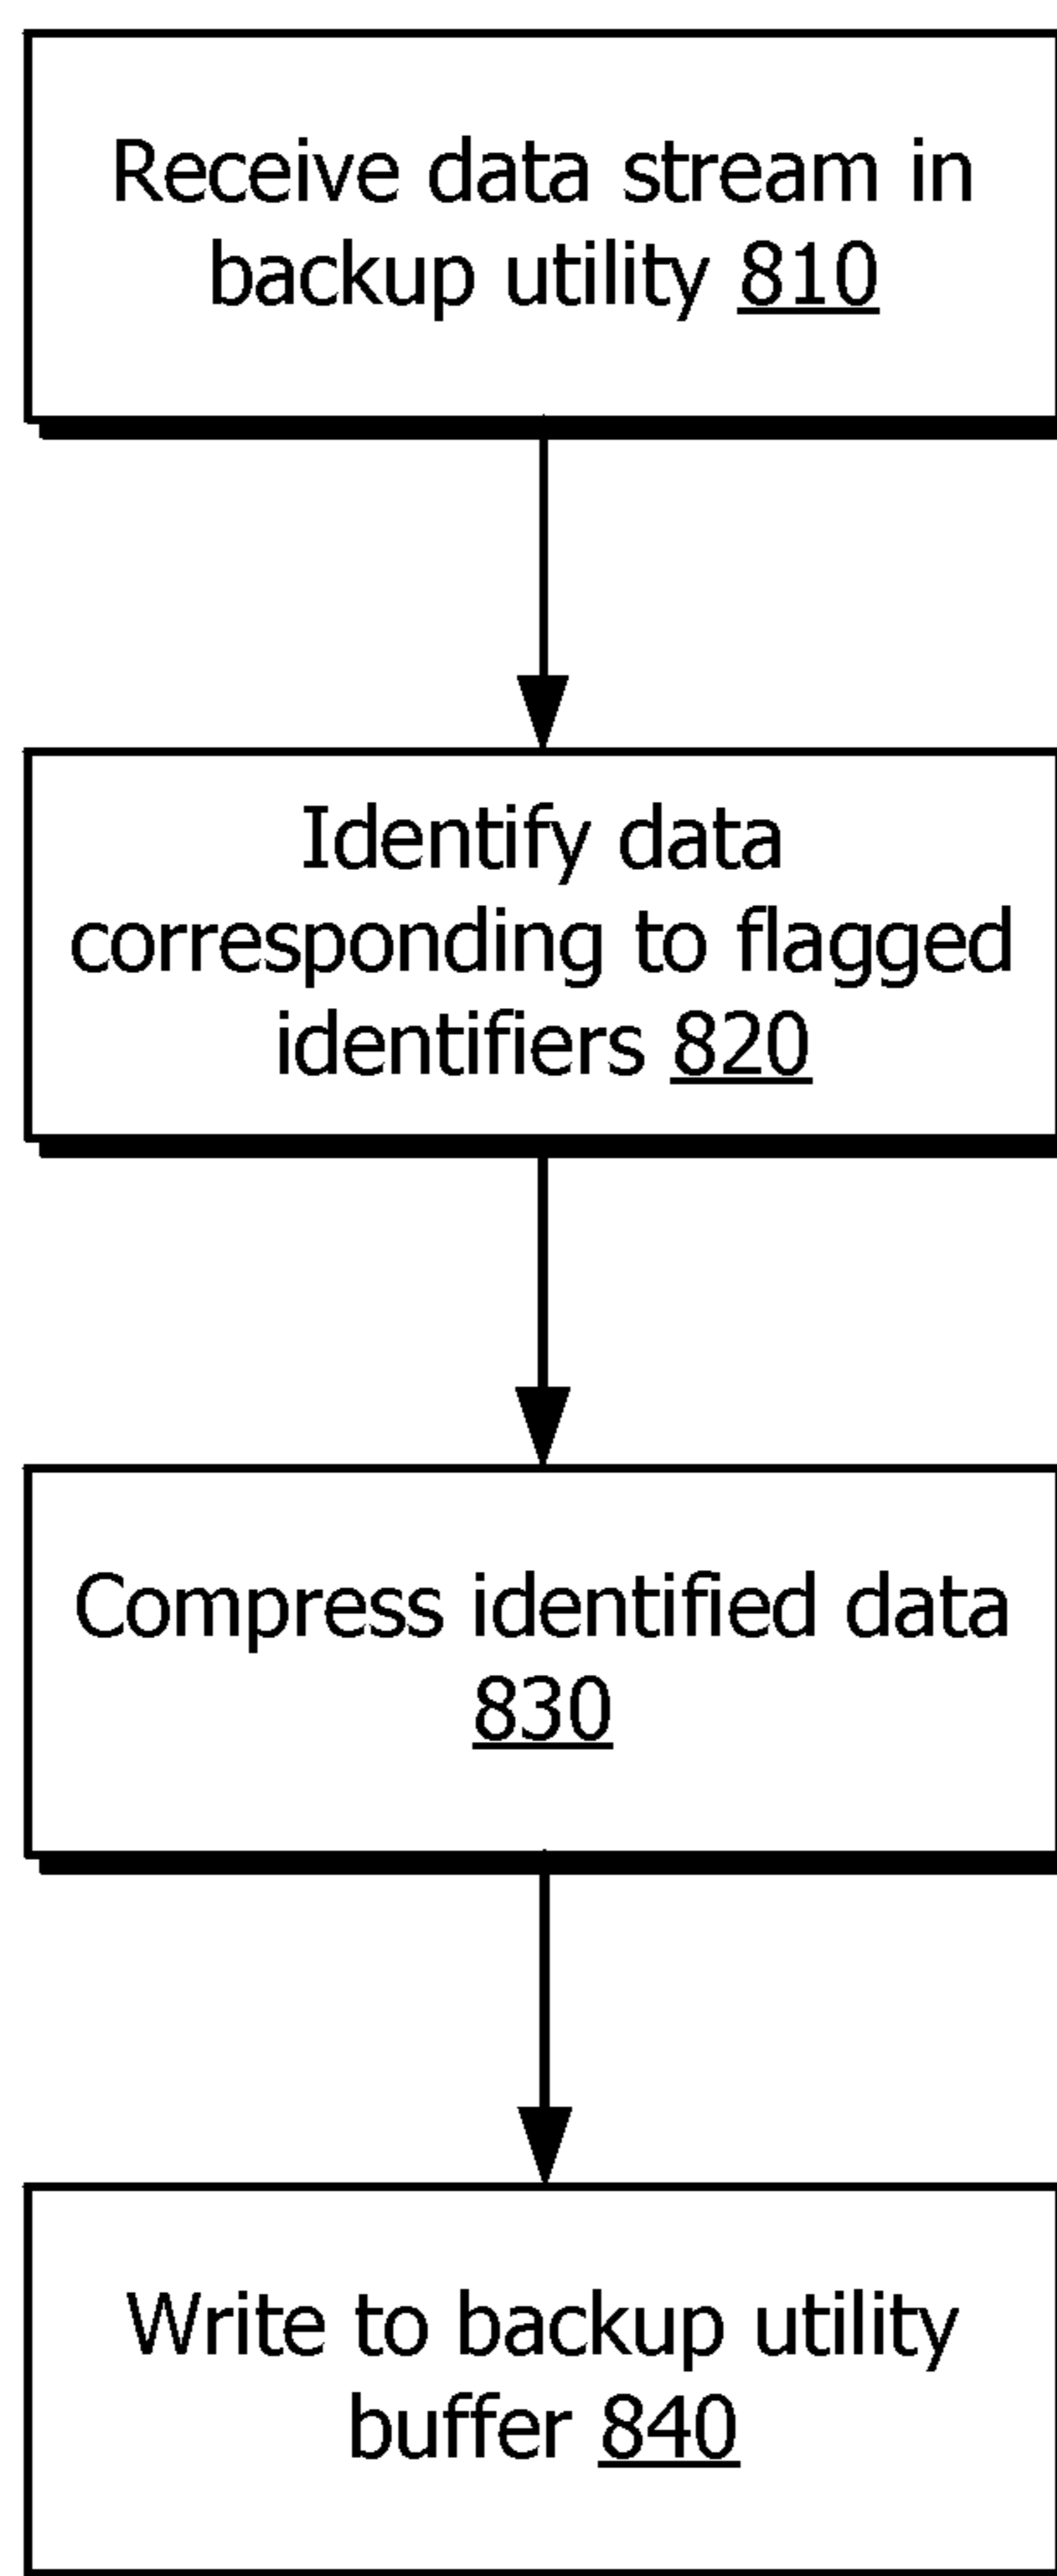 Receive data stream in
backup utility 810
Identify data
corresponding to flagged
identifiers 820
Compress identified data
830
Write to backup utility
buffer 840